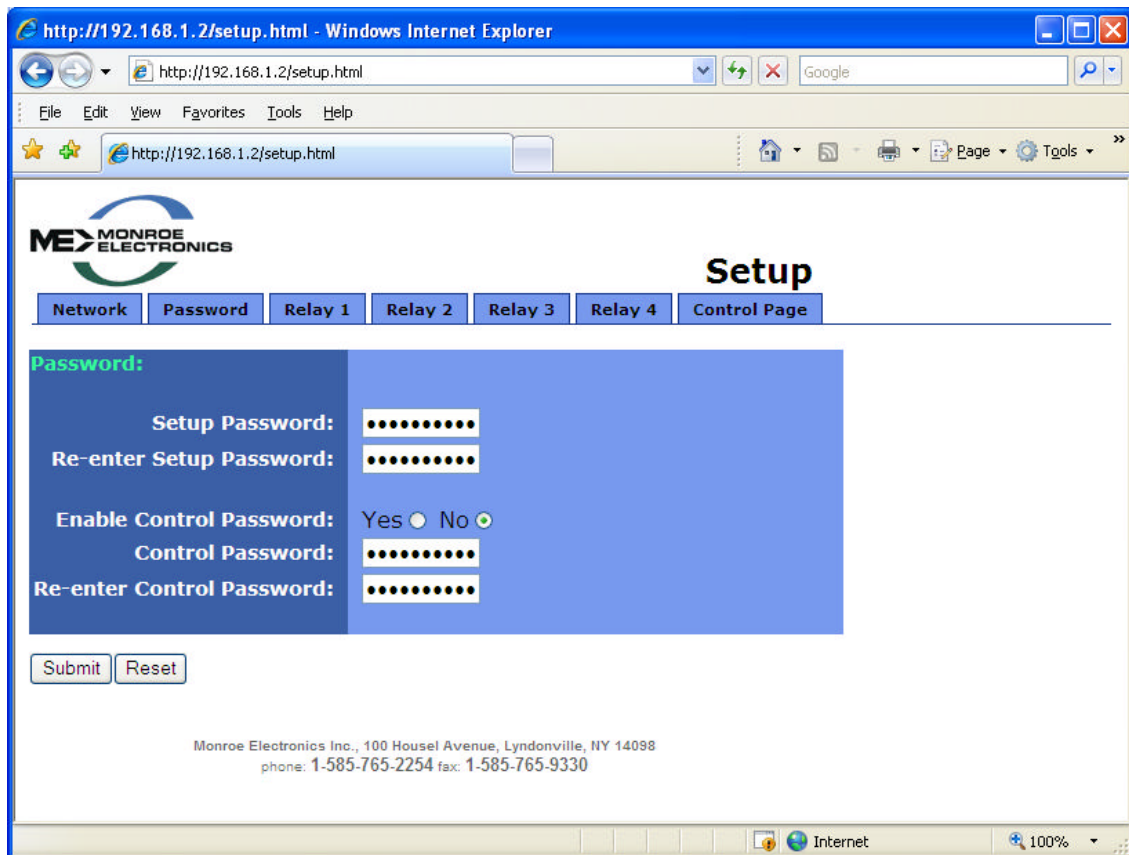 http://192.168.1.2/setup.html - Windows Internet Explorer
http://192.168.1.2/setup.html
Google
File Edit View Favorites Tools Help
http://192.168.1.2/setup.html
Page Tools »
ME MONROE ELECTRONICS
Setup
Network Password Relay 1 Relay 2 Relay 3 Relay 4 Control Page
Password:
Setup Password: ••••••••••
Re-enter Setup Password: ••••••••••
Enable Control Password: Yes No
Control Password: ••••••••••
Re-enter Control Password: ••••••••••
Submit Reset
Monroe Electronics Inc., 100 Housel Avenue, Lyndonville, NY 14098
phone: 1-585-765-2254 fax: 1-585-765-9330
Internet 100%